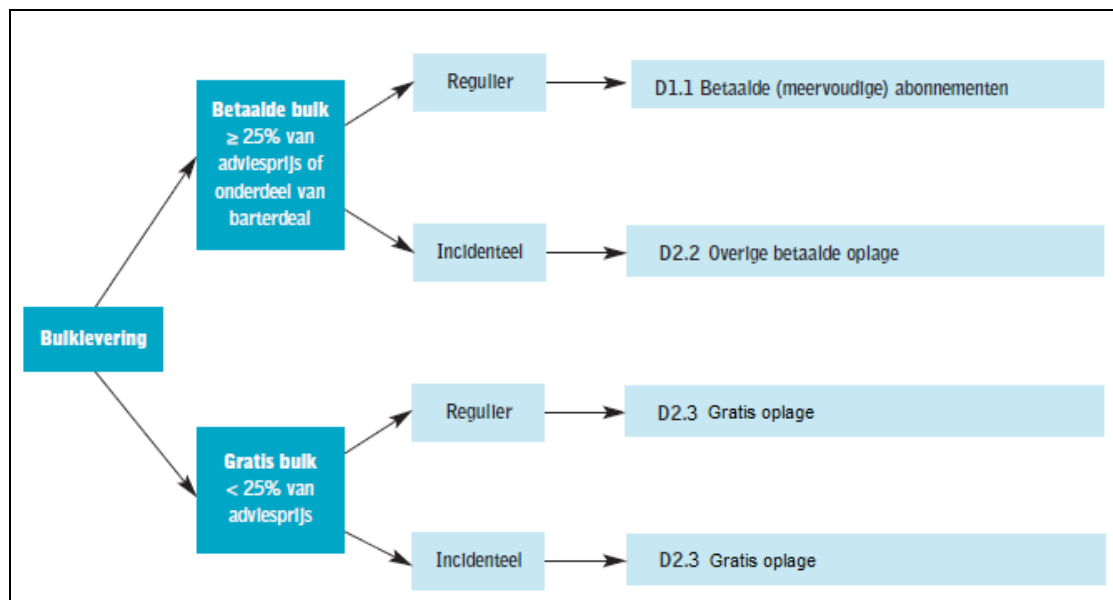 Bulklevering
Betaalde bulk
≥ 25% van
adviesprijs of
onderdeel van
barterdeal
Regulier
D1.1 Betaalde (meervoudige) abonnementen
Incidenteel
D2.2 Overige betaalde oplage
Gratis bulk
< 25% van
adviesprijs
Regulier
D2.3 Gratis oplage
Incidenteel
D2.3 Gratis oplage